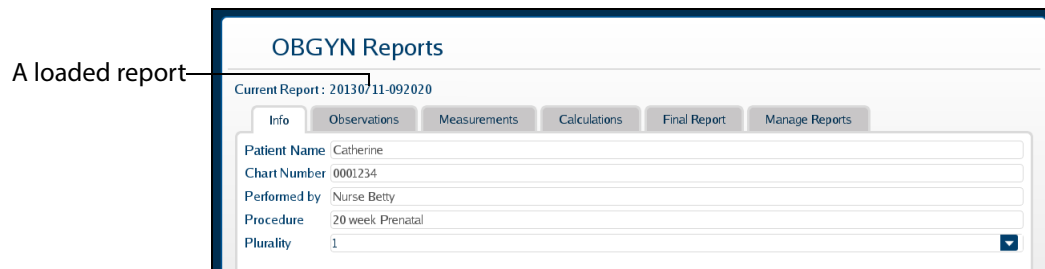 OBGYN Reports
A loaded report
Current Report : 20130711-092020
Info Observations Measurements Calculations Final Report Manage Reports
Patient Name Catherine
Chart Number 0001234
Performed by Nurse Betty
Procedure 20 week Prenatal
Plurality 1